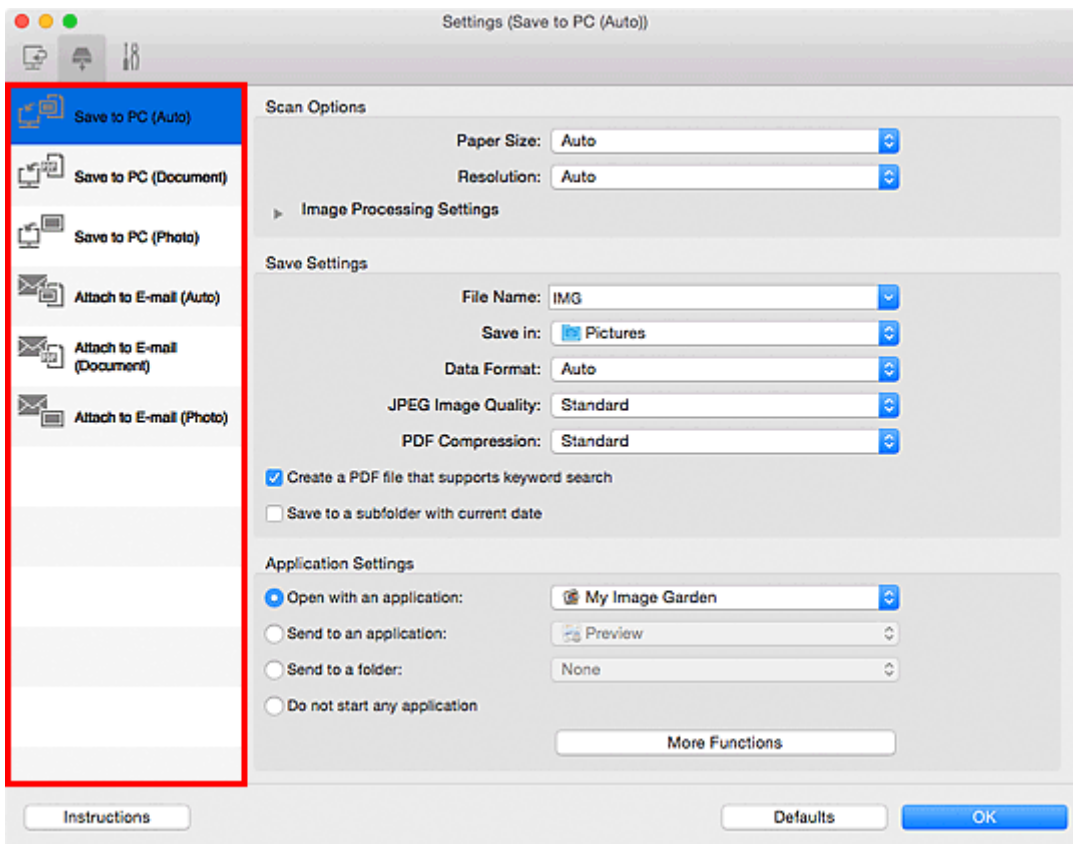 Settings (Save to PC (Auto))
Save to PC (Auto)
Save to PC (Document)
Save to PC (Photo)
Attach to E-mail (Auto)
Attach to E-mail
(Document)
Attach to E-mail (Photo)
Scan Options
Paper Size: Auto
Resolution: Auto
Image Processing Settings
Save Settings
File Name: IMG
Save in: Pictures
Data Format: Auto
JPEG Image Quality: Standard
PDF Compression: Standard
Create a PDF file that supports keyword search
Save to a subfolder with current date
Application Settings
Open with an application: My Image Garden
Send to an application: Preview
Send to a folder: None
Do not start any application
More Functions
Instructions
Defaults
OK